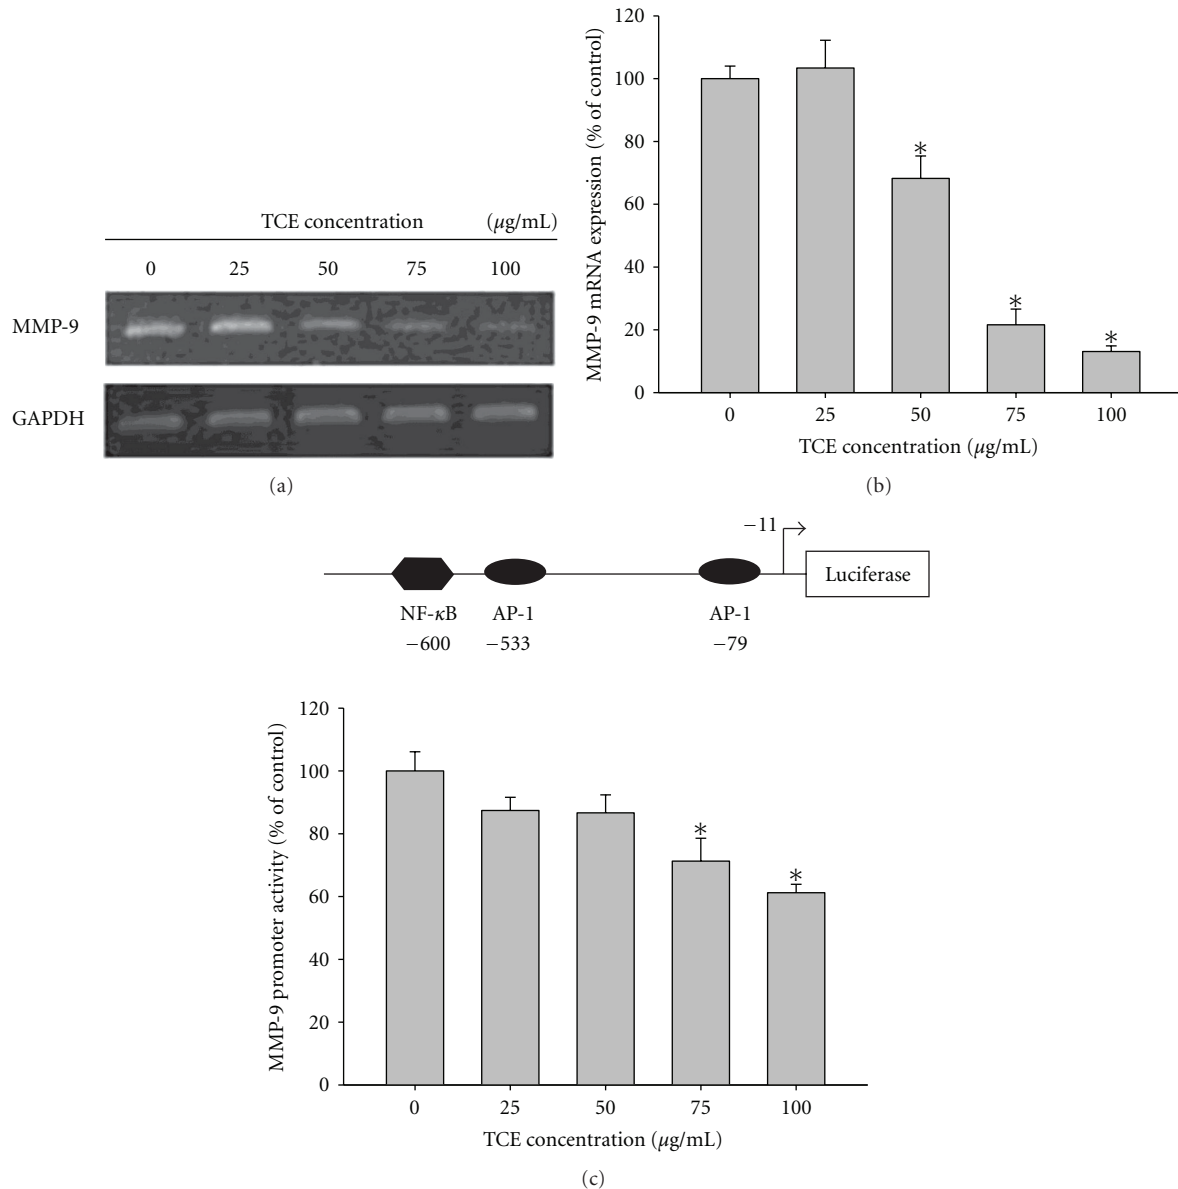 TCE concentration (μg/mL)
0 25 50 75 100
MMP-9
GAPDH
(a)
MMP-9 mRNA expression (% of control)
120
100
80
60
40
20
0
*
*
*
0 25 50 75 100
TCE concentration (μg/mL)
(b)
−11
Luciferase
NF-κB AP-1 AP-1
−600 −533 −79
MMP-9 promoter activity (% of control)
120
100
80
60
40
20
0
*
*
0 25 50 75 100
TCE concentration (μg/mL)
(c)